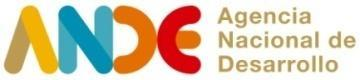 ANDE
Agencia
Nacional de
Desarrollo